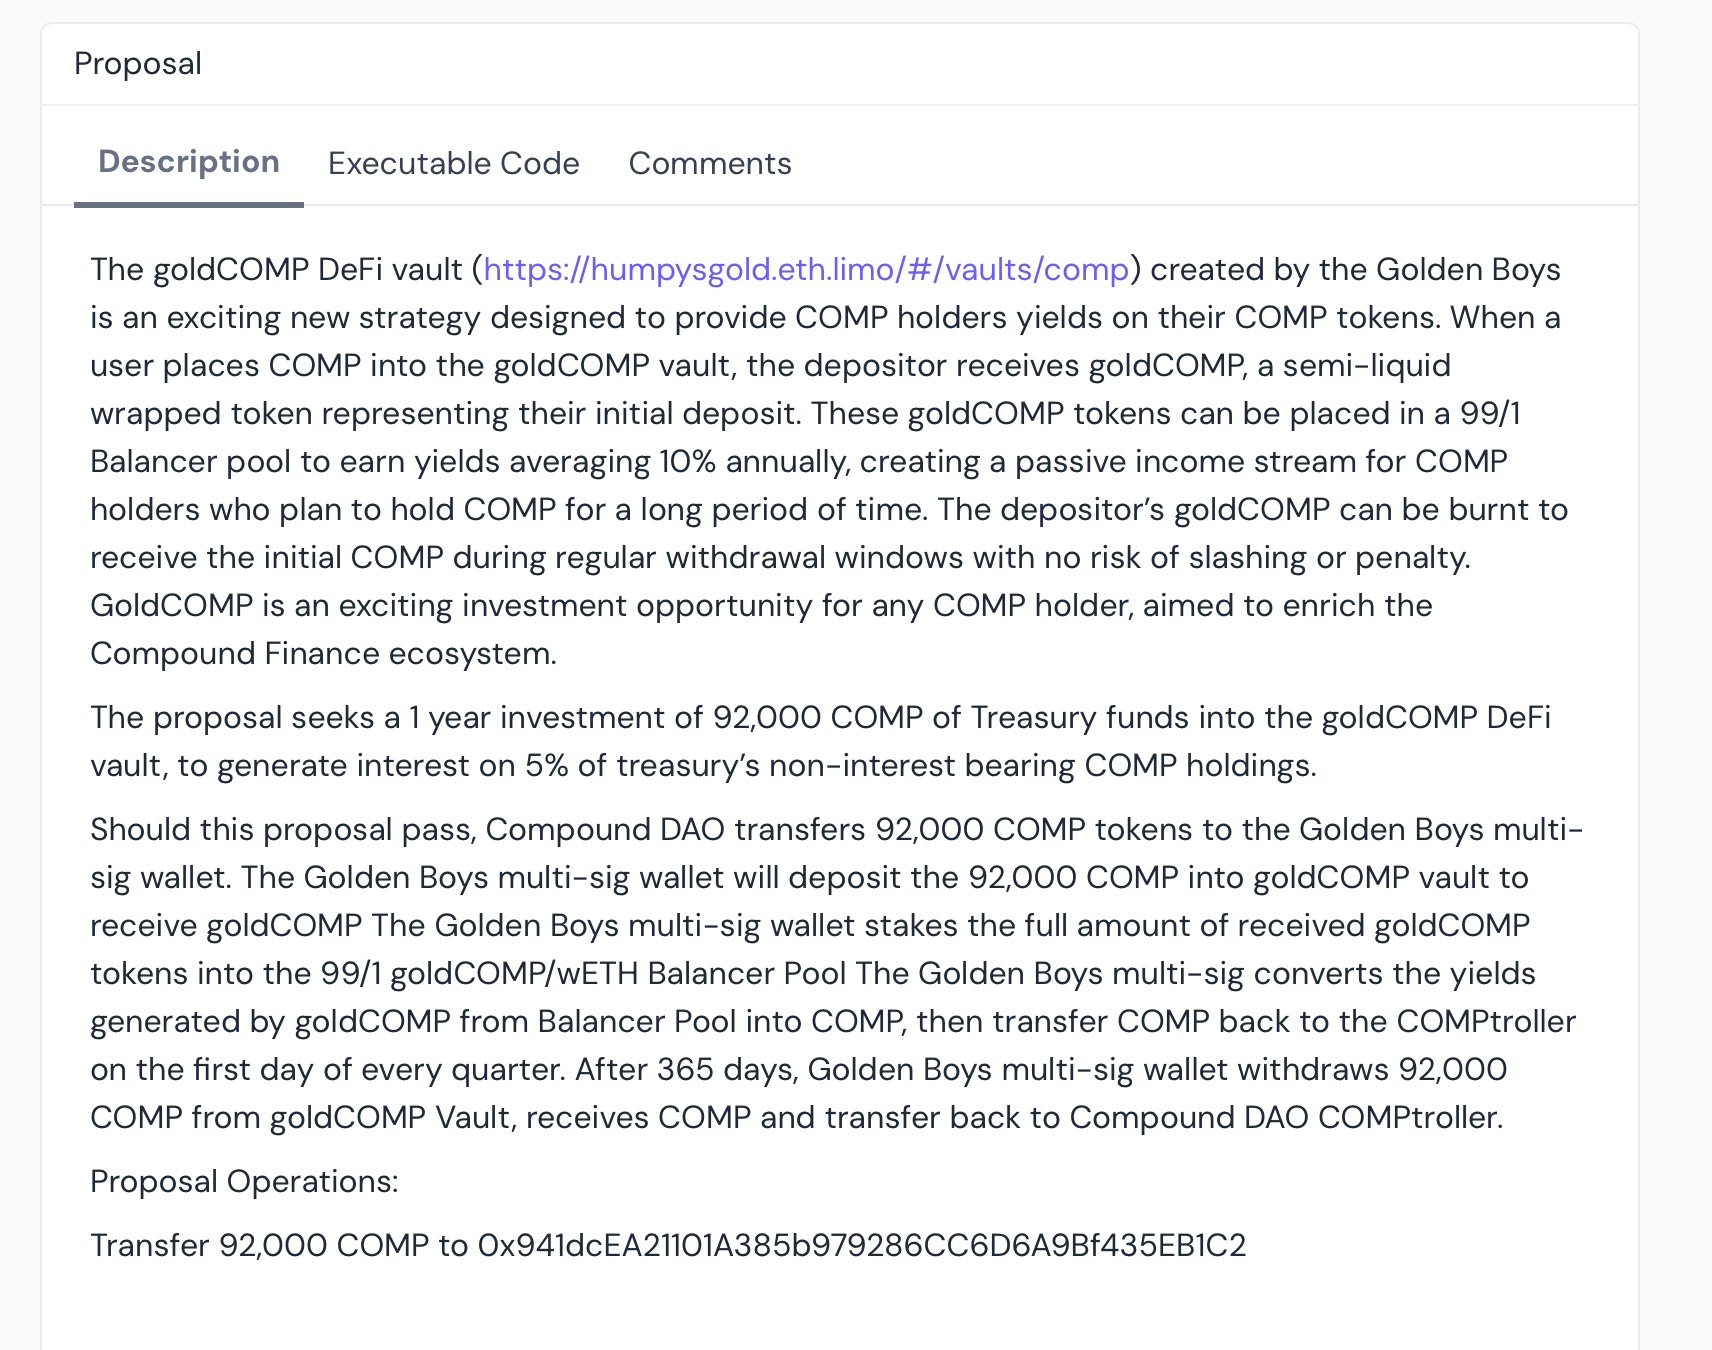 Proposal
Description Executable Code Comments
The goldCOMP DeFi vault (https://humpysgold.eth.limo/#/vaults/comp) created by the Golden Boys
is an exciting new strategy designed to provide COMP holders yields on their COMP tokens. When a
user places COMP into the goldCOMP vault, the depositor receives goldCOMP, a semi-liquid
wrapped token representing their initial deposit. These goldCOMP tokens can be placed in a 99/1
Balancer pool to earn yields averaging 10% annually, creating a passive income stream for COMP
holders who plan to hold COMP for a long period of time. The depositor’s goldCOMP can be burnt to
receive the initial COMP during regular withdrawal windows with no risk of slashing or penalty.
GoldCOMP is an exciting investment opportunity for any COMP holder, aimed to enrich the
Compound Finance ecosystem.
The proposal seeks a 1 year investment of 92,000 COMP of Treasury funds into the goldCOMP DeFi
vault, to generate interest on 5% of treasury’s non-interest bearing COMP holdings.
Should this proposal pass, Compound DAO transfers 92,000 COMP tokens to the Golden Boys multi-
sig wallet. The Golden Boys multi-sig wallet will deposit the 92,000 COMP into goldCOMP vault to
receive goldCOMP The Golden Boys multi-sig wallet stakes the full amount of received goldCOMP
tokens into the 99/1 goldCOMP/wETH Balancer Pool The Golden Boys multi-sig converts the yields
generated by goldCOMP from Balancer Pool into COMP, then transfer COMP back to the COMPtroller
on the first day of every quarter. After 365 days, Golden Boys multi-sig wallet withdraws 92,000
COMP from goldCOMP Vault, receives COMP and transfer back to Compound DAO COMPtroller.
Proposal Operations:
Transfer 92,000 COMP to 0x941dcEA21101A385b979286CC6D6A9Bf435EB1C2